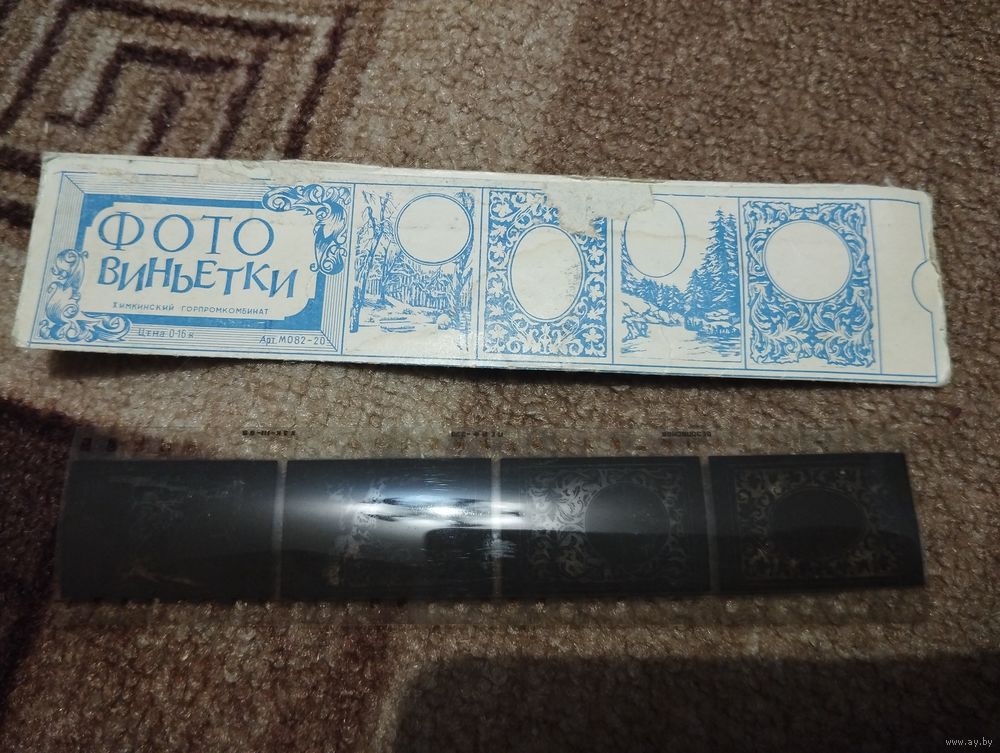 ФОТО
ВИНЬЕТКИ
ХИМКИНСКИЙ ГОРПРОМКОМБИНАТ
Цена 0-16 к
Арт. М082-20
www.ay.by